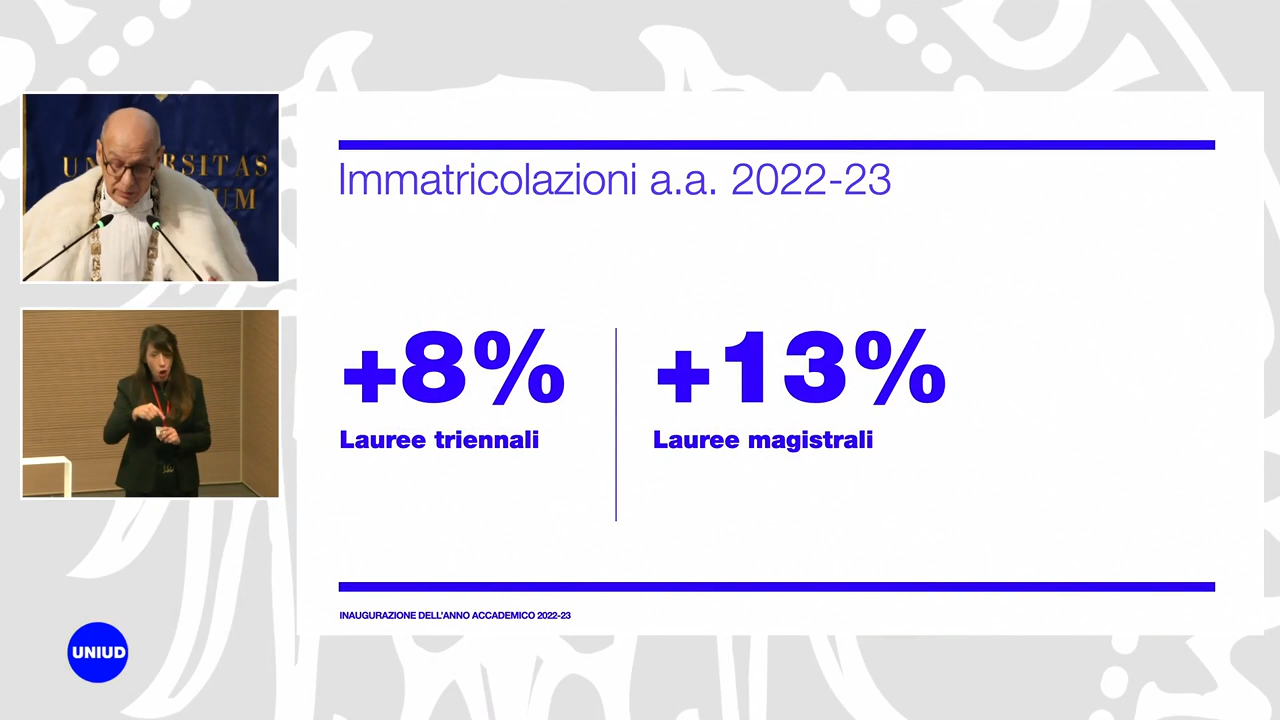 Immatricolazioni a.a. 2022-23
+8%
Lauree triennali
+13%
Lauree magistrali
INAUGURAZIONE DELL'ANNO ACCADEMICO 2022-23
UNIUD